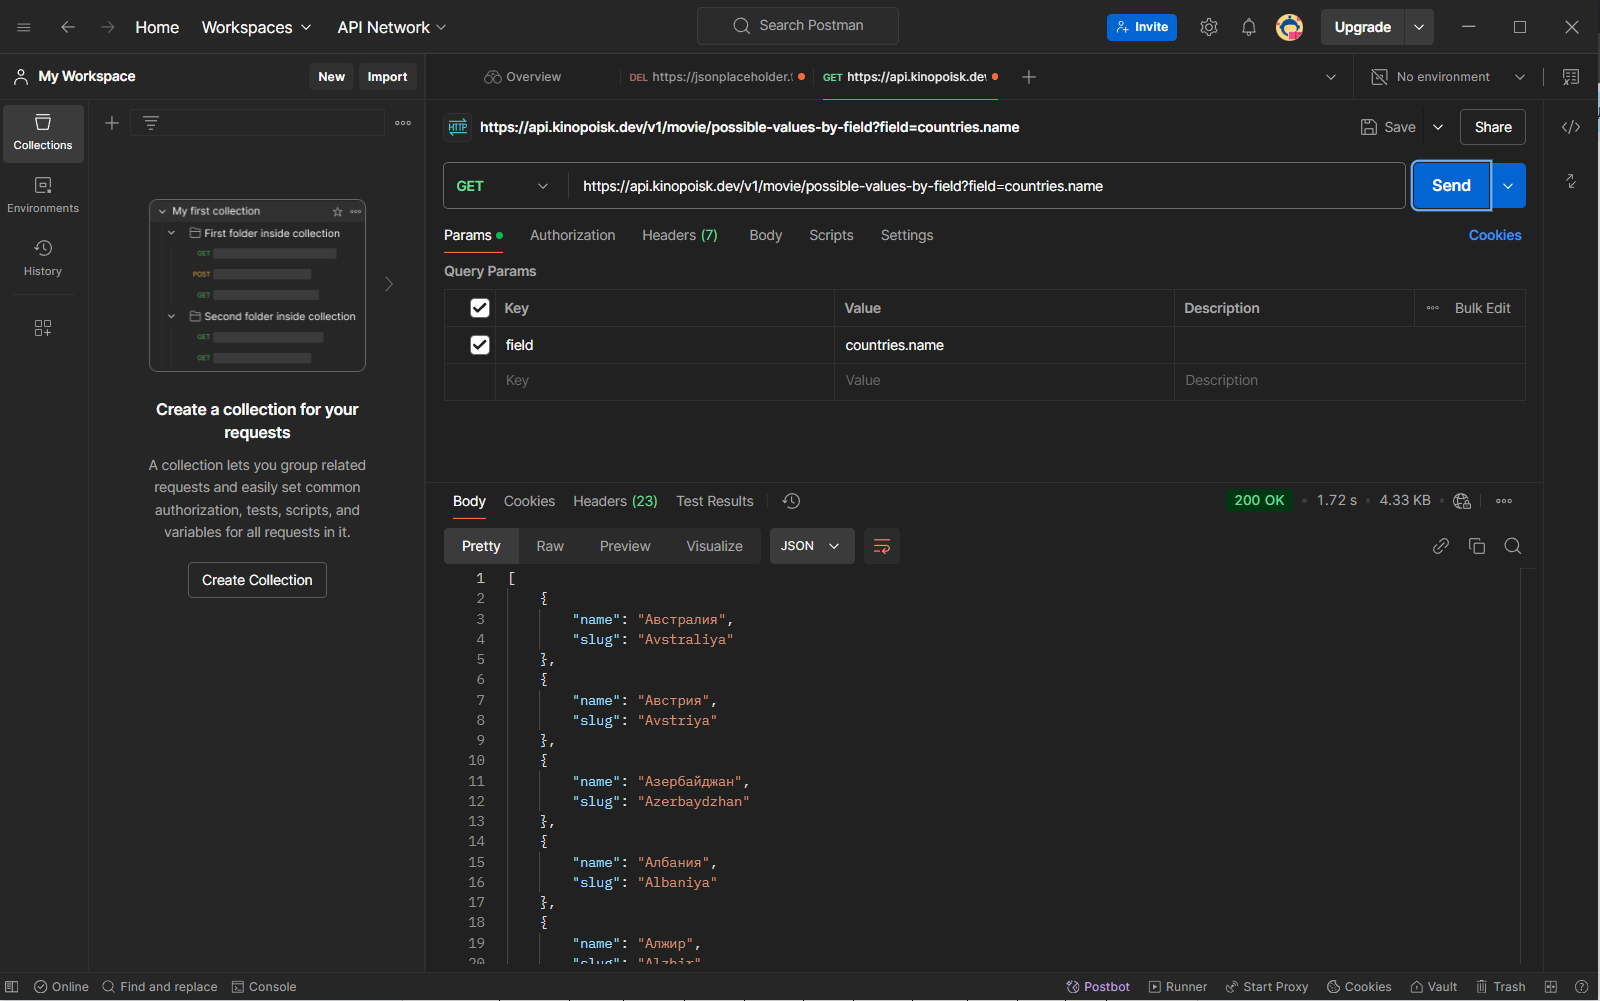 Home Workspaces API Network Search Postman Invite Upgrade
My Workspace New Import Overview DEL https://jsonplaceholder. GET https://api.kinopoisk.de No environment
Collections
Environments
History
My first collection
First folder inside collection
GET
POST
GET
Second folder inside collection
GET
GET
Create a collection for your
requests
A collection lets you group related
requests and easily set common
authorization, tests, scripts, and
variables for all requests in it.
Create Collection
HTTP https://api.kinopoisk.dev/v1/movie/possible-values-by-field?field=countries.name Save Share
GET https://api.kinopoisk.dev/v1/movie/possible-values-by-field?field=countries.name Send
Params Authorization Headers (7) Body Scripts Settings Cookies
Query Params
Key Value Description Bulk Edit
field countries.name
Key Value Description
Body Cookies Headers (23) Test Results 200 OK 1.72 s 4.33 KB
Pretty Raw Preview Visualize JSON
1 [
2 {
3 "name": "Австралия",
4 "slug": "Avstraliya"
5 },
6 {
7 "name": "Австрия",
8 "slug": "Avstriya"
9 },
10 {
11 "name": "Азербайджан",
12 "slug": "Azerbaydzhan"
13 },
14 {
15 "name": "Албания",
16 "slug": "Albaniya"
17 },
18 {
19 "name": "Алжир",
20 "slug": "Alzhir"
Online Find and replace Console Postbot Runner Start Proxy Cookies Vault Trash